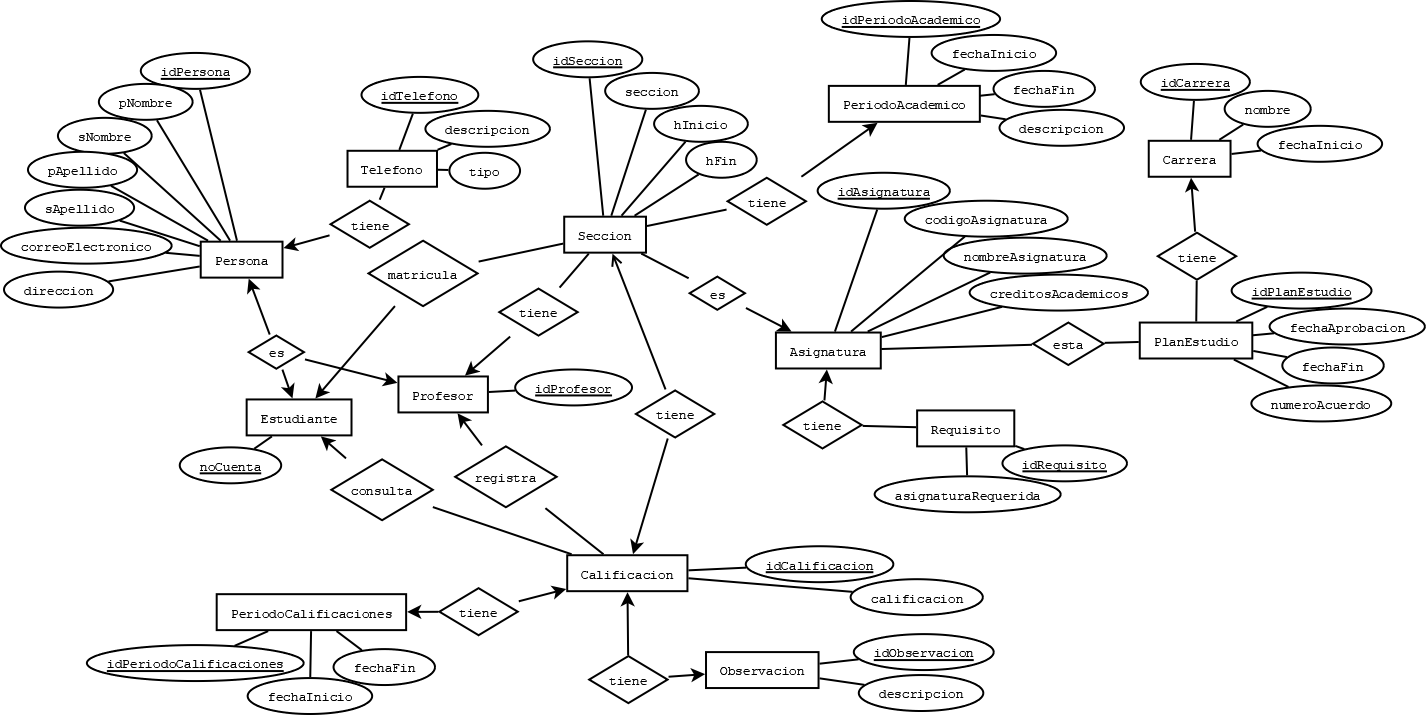 idPeriodoAcademico
fechaInicio
fechaFin
descripcion
PeriodoAcademico
idSeccion
seccion
hInicio
hFin
Seccion
tiene
idPersona
pNombre
sNombre
pApellido
sApellido
correoElectronico
direccion
Persona
idTelefono
descripcion
tipo
Telefono
tiene
idCarrera
nombre
fechaInicio
Carrera
tiene
idAsignatura
codigoAsignatura
nombreAsignatura
creditosAcademicos
Asignatura
matricula
tiene
es
esta
idPlanEstudio
fechaAprobacion
fechaFin
numeroAcuerdo
PlanEstudio
es
Profesor
idProfesor
Estudiante
noCuenta
tiene
tiene
Requisito
idRequisito
asignaturaRequerida
consulta
registra
Calificacion
idCalificacion
calificacion
PeriodoCalificaciones
tiene
idPeriodoCalificaciones
fechaInicio
fechaFin
tiene
Observacion
idObservacion
descripcion